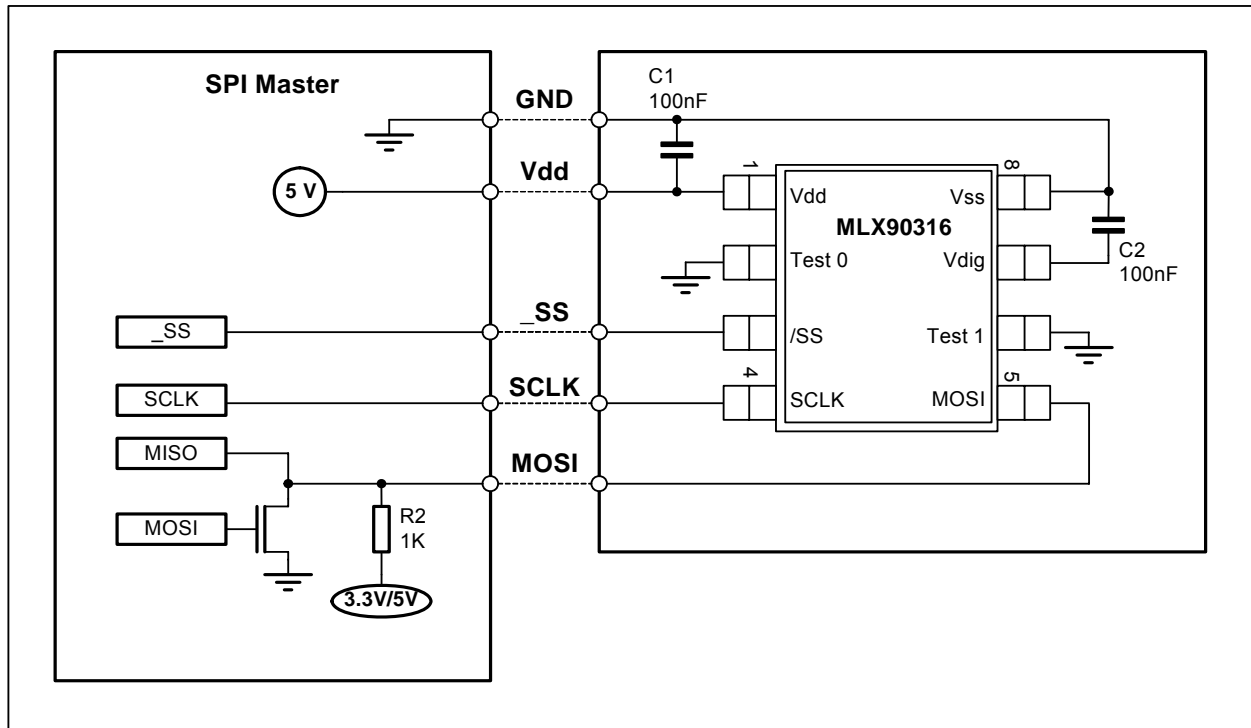 SPI Master
GND
C1
100nF
Vdd
5 V
1
8
Vdd
Vss
MLX90316
Test 0
Vdig
C2
100nF
_SS
_SS
/SS
Test 1
SCLK
SCLK
4
5
SCLK
MOSI
MISO
MOSI
MOSI
R2
1K
3.3V/5V